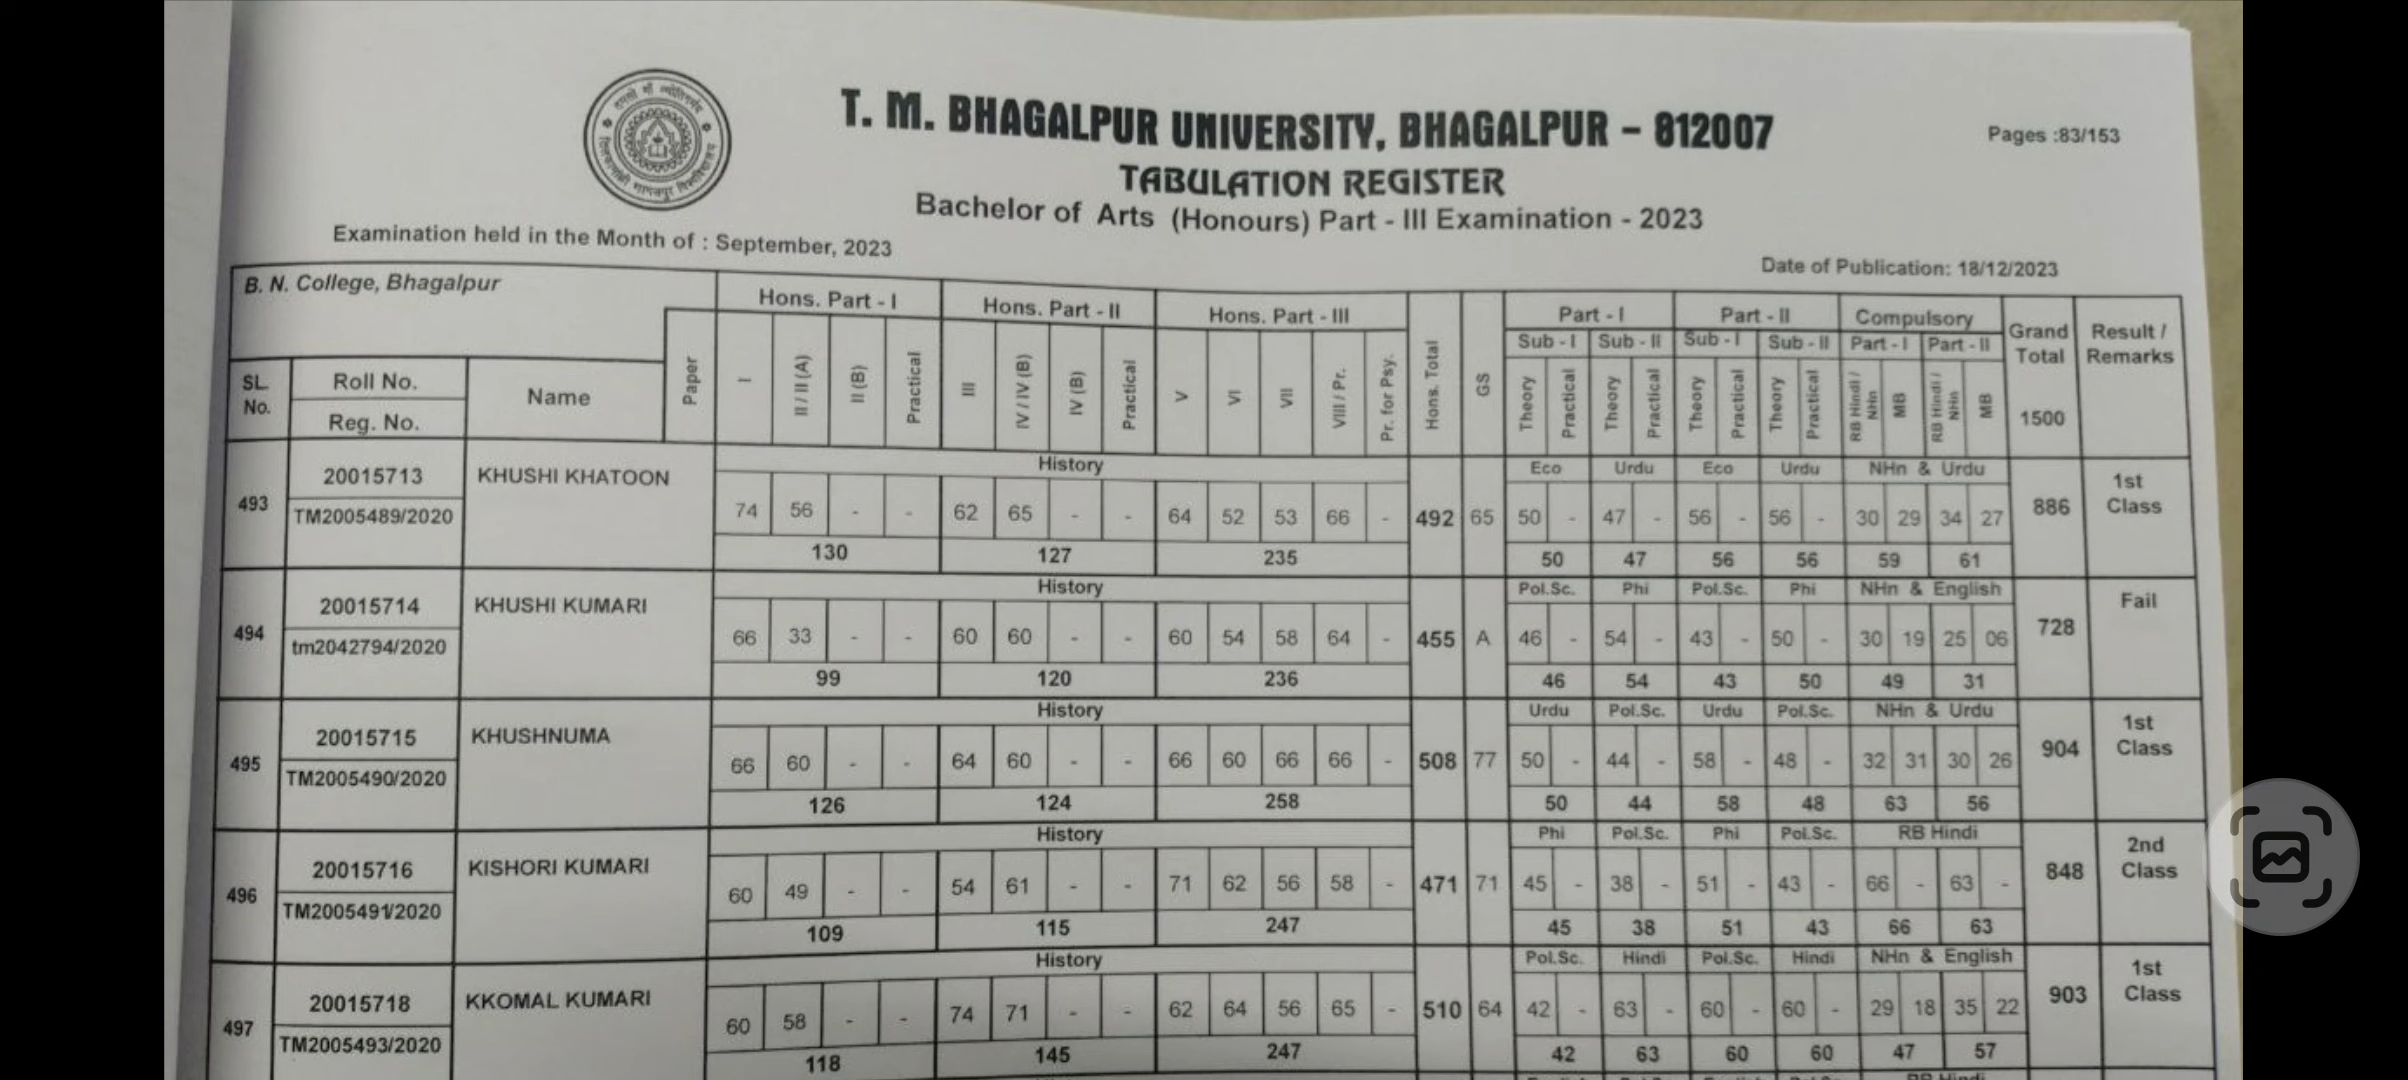 T. M. BHAGALPUR UNIVERSITY, BHAGALPUR - 812007
Pages :83/153
TABULATION REGISTER
Bachelor of Arts (Honours) Part - III Examination - 2023
Examination held in the Month of : September, 2023
Date of Publication: 18/12/2023
B. N. College, Bhagalpur
Hons. Part - I Hons. Part - II Hons. Part - III Hons. Total GS Part - I Part - II Compulsory Grand Total 1500 Result / Remarks
Sub - I Sub - II Sub - I Sub - II Part - I Part - II
SL. No. Roll No. Name Paper I II / II (A) II (B) Practical III IV / IV (B) IV (B) Practical V VI VII VIII / Pr. Pr. for Psy. Theory Practical Theory Practical Theory Practical Theory Practical RB Hindi / NHn MB RB Hindi / NHn MB
Reg. No.
History Eco Urdu Eco Urdu NHn & Urdu
493 20015713 KHUSHI KHATOON 74 56 - - 62 65 - - 64 52 53 66 - 492 65 50 - 47 - 56 - 56 - 30 29 34 27 886 1st Class
TM2005489/2020 130 127 235 50 47 56 56 59 61
History Pol.Sc. Phi Pol.Sc. Phi NHn & English
494 20015714 KHUSHI KUMARI 66 33 - - 60 60 - - 60 54 58 64 - 455 A 46 - 54 - 43 - 50 - 30 19 25 06 728 Fail
tm2042794/2020 99 120 236 46 54 43 50 49 31
History Urdu Pol.Sc. Urdu Pol.Sc. NHn & Urdu
495 20015715 KHUSHNUMA 66 60 - - 64 60 - - 66 60 66 66 - 508 77 50 - 44 - 58 - 48 - 32 31 30 26 904 1st Class
TM2005490/2020 126 124 258 50 44 58 48 63 56
History Phi Pol.Sc. Phi Pol.Sc. RB Hindi
496 20015716 KISHORI KUMARI 60 49 - - 54 61 - - 71 62 56 58 - 471 71 45 - 38 - 51 - 43 - 66 - 63 - 848 2nd Class
TM2005491/2020 109 115 247 45 38 51 43 66 63
History Pol.Sc. Hindi Pol.Sc. Hindi NHn & English
497 20015718 KKOMAL KUMARI 60 58 - - 74 71 - - 62 64 56 65 - 510 64 42 - 63 - 60 - 60 - 29 18 35 22 903 1st Class
TM2005493/2020 118 145 247 42 63 60 60 47 57